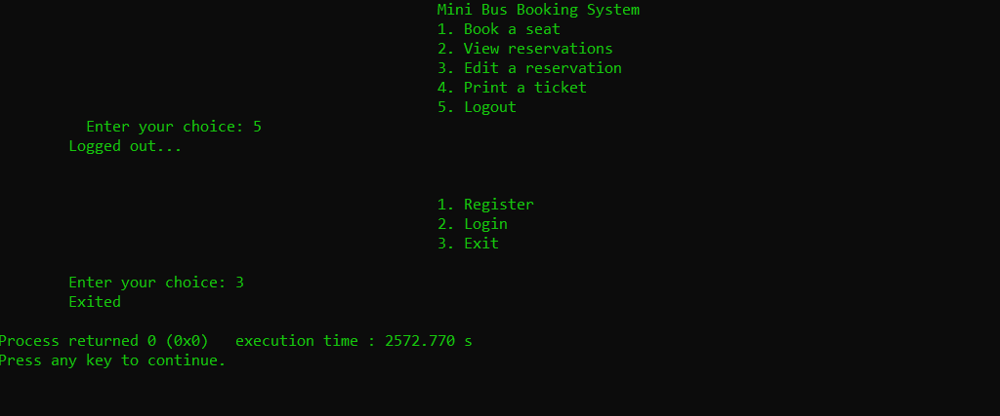 Mini Bus Booking System
1. Book a seat
2. View reservations
3. Edit a reservation
4. Print a ticket
5. Logout
Enter your choice: 5
Logged out...
1. Register
2. Login
3. Exit
Enter your choice: 3
Exited
Process returned 0 (0x0)   execution time : 2572.770 s
Press any key to continue.